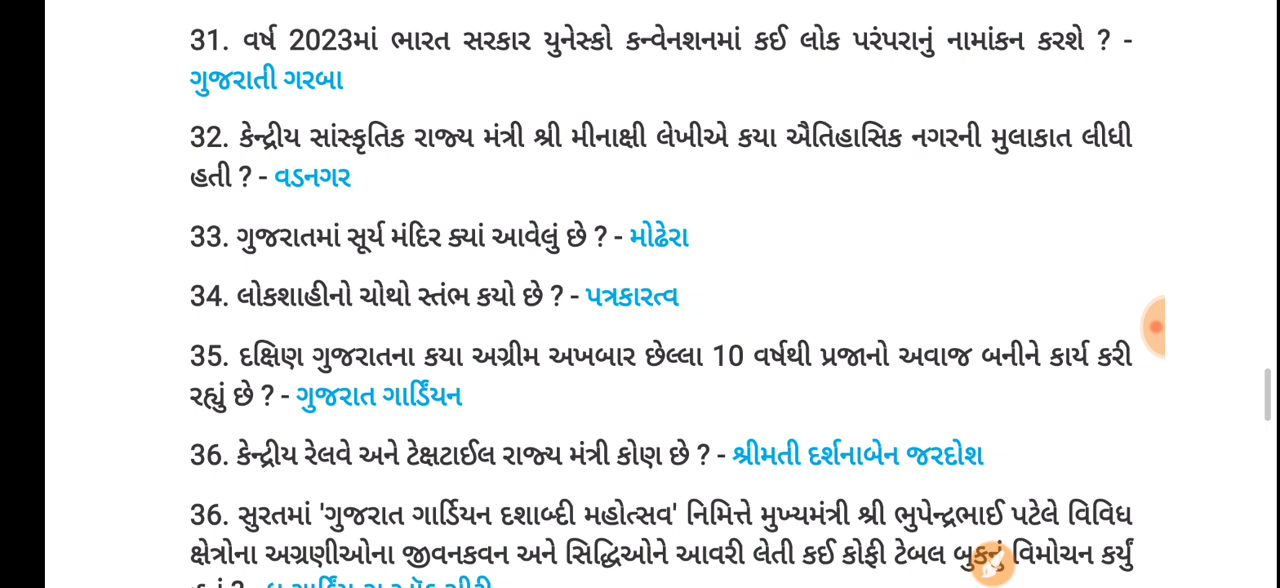 31. વર્ષ 2023માં ભારત સરકાર યુનેસ્કો કન્વેનશનમાં કઈ લોક પરંપરાનું નામાંકન કરશે ? -
ગુજરાતી ગરબા
32. કેન્દ્રીય સાંસ્કૃતિક રાજ્ય મંત્રી શ્રી મીનાક્ષી લેખીએ કયા ઐતિહાસિક નગરની મુલાકાત લીધી
હતી ? - વડનગર
33. ગુજરાતમાં સૂર્ય મંદિર ક્યાં આવેલું છે ? - મોઢેરા
34. લોકશાહીનો ચોથો સ્તંભ કયો છે ? - પત્રકારત્વ
35. દક્ષિણ ગુજરાતના કયા અગ્રીમ અખબાર છેલ્લા 10 વર્ષથી પ્રજાનો અવાજ બનીને કાર્ય કરી
રહ્યું છે ? - ગુજરાત ગાર્ડિયન
36. કેન્દ્રીય રેલવે અને ટેક્ષટાઈલ રાજ્ય મંત્રી કોણ છે ? - શ્રીમતી દર્શનાબેન જરદોશ
36. સુરતમાં 'ગુજરાત ગાર્ડિયન દશાબ્દી મહોત્સવ' નિમિત્તે મુખ્યમંત્રી શ્રી ભુપેન્દ્રભાઈ પટેલે વિવિધ
ક્ષેત્રોના અગ્રણીઓના જીવનકવન અને સિદ્ધિઓને આવરી લેતી કઈ કોફી ટેબલ બુકનું વિમોચન કર્યું